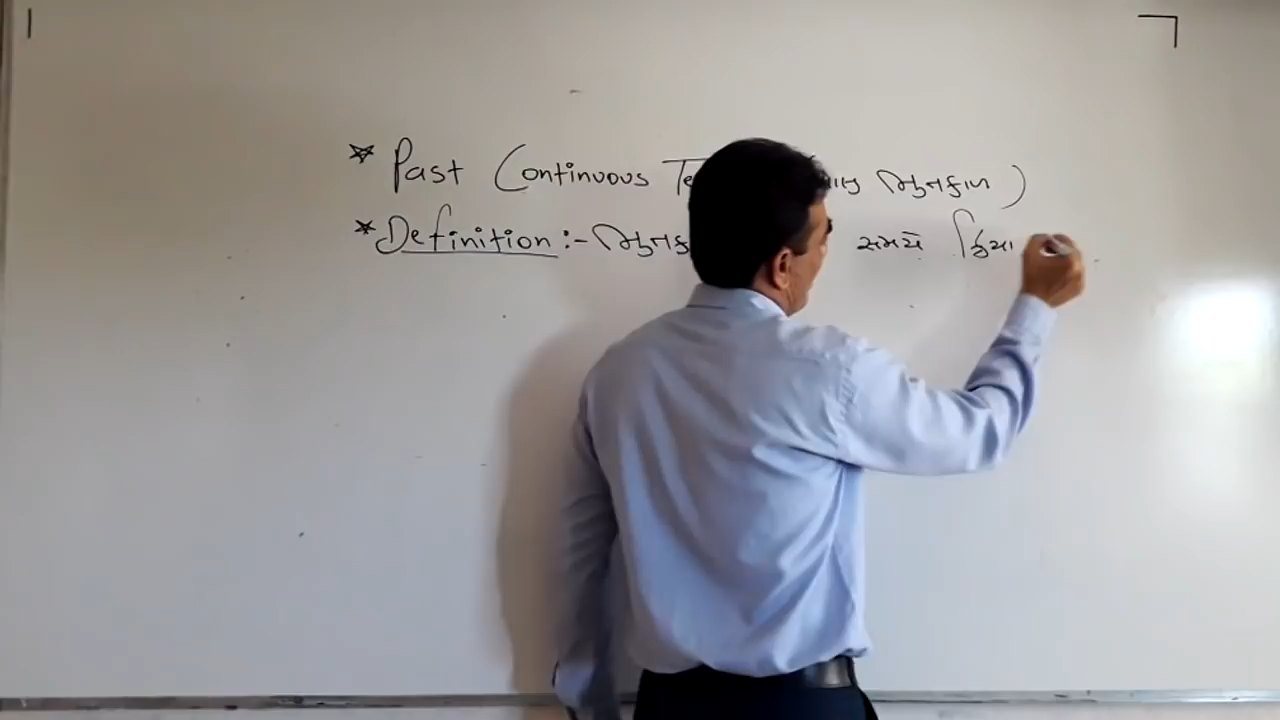 * Past Continuous Te ભૂતકાળ )
* Definition :- ભૂતક સમયે ક્રિયા